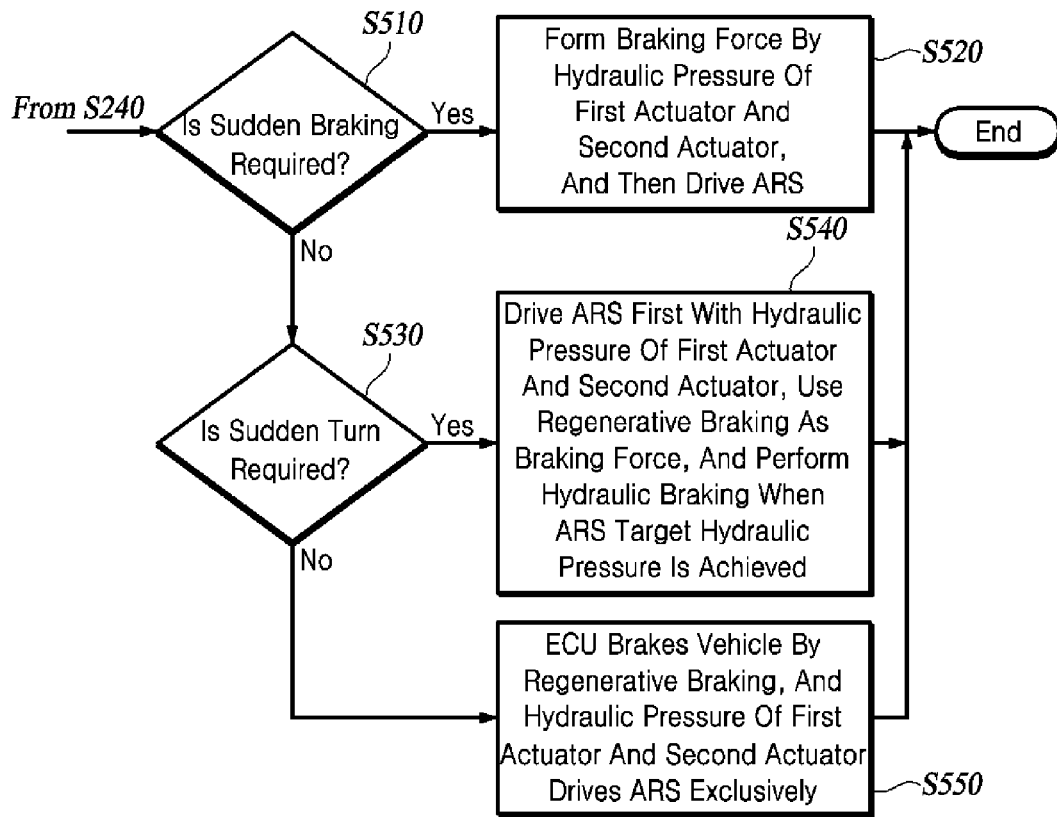 S510
From S240
Is Sudden Braking
Required?
Yes
No
Form Braking Force By
Hydraulic Pressure Of
First Actuator And
Second Actuator,
And Then Drive ARS
S520
End
S530
Is Sudden Turn
Required?
Yes
No
S540
Drive ARS First With Hydraulic
Pressure Of First Actuator
And Second Actuator, Use
Regenerative Braking As
Braking Force, And Perform
Hydraulic Braking When
ARS Target Hydraulic
Pressure Is Achieved
ECU Brakes Vehicle By
Regenerative Braking, And
Hydraulic Pressure Of First
Actuator And Second Actuator
Drives ARS Exclusively
S550